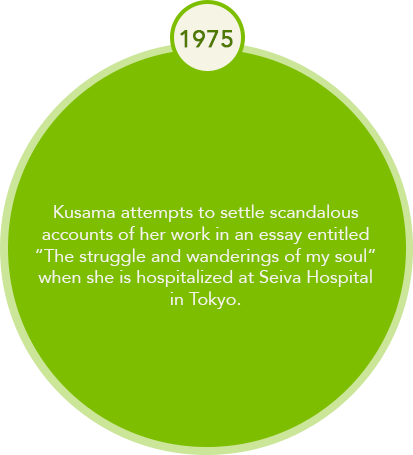 1975
Kusama attempts to settle scandalous
accounts of her work in an essay entitled
“The struggle and wanderings of my soul”
when she is hospitalized at Seiva Hospital
in Tokyo.